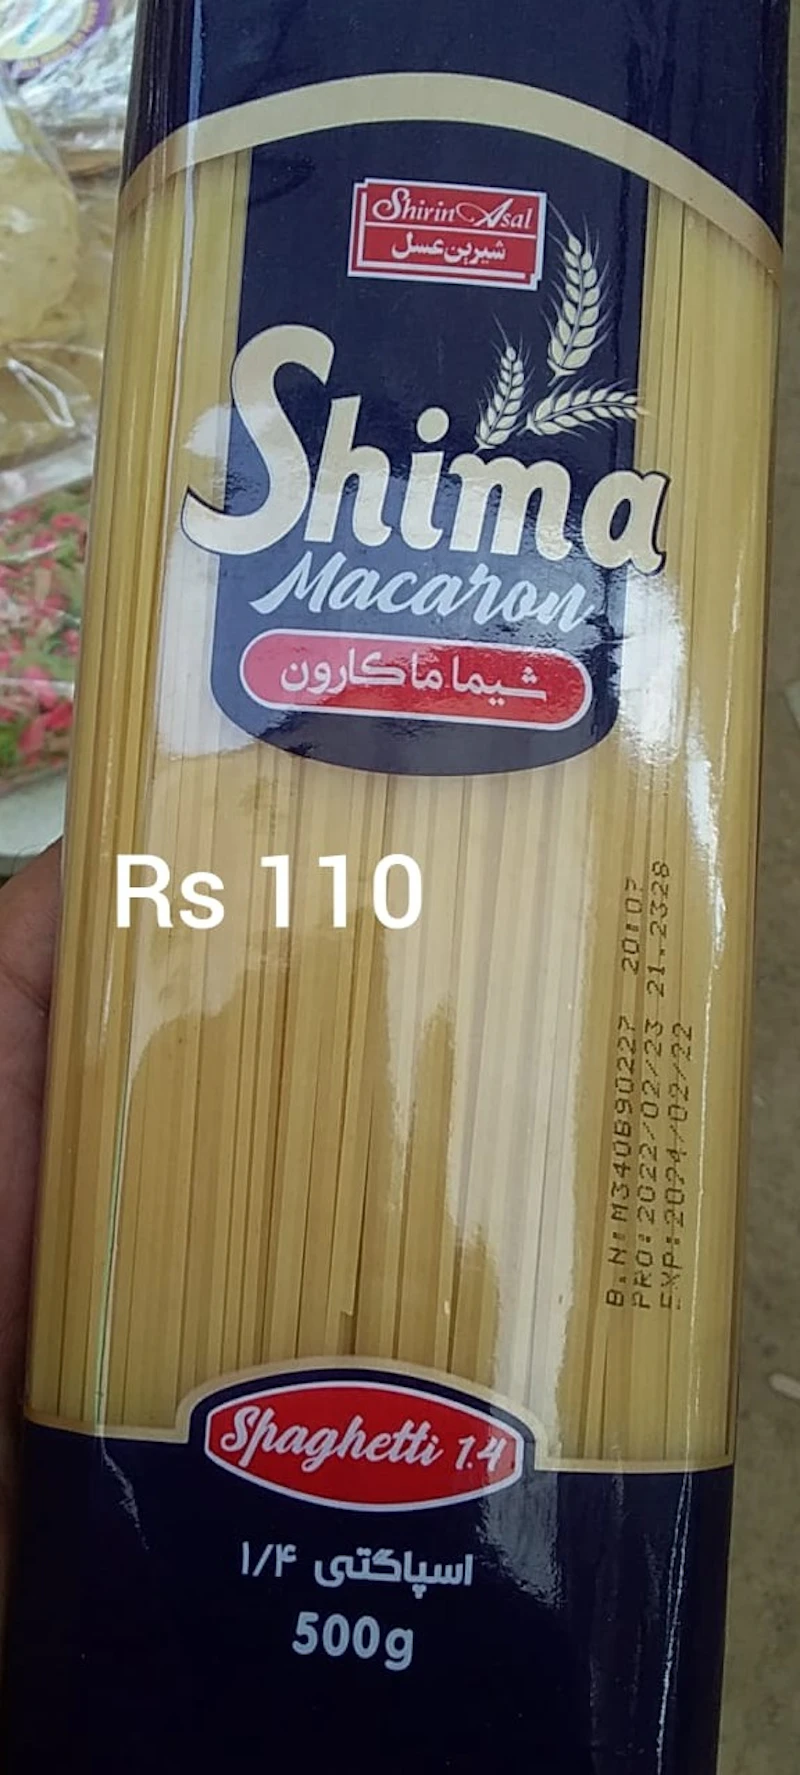 Shirin Asal
شیرین عسل
Shima
Macaron
شیما ماکارون
Rs 110
B.N:M340B90227 20:07
PRO:2022/02/23 21.2328
EXP:2024/02/22
Spaghetti 1.4
اسپاگتی ۱/۴
500g